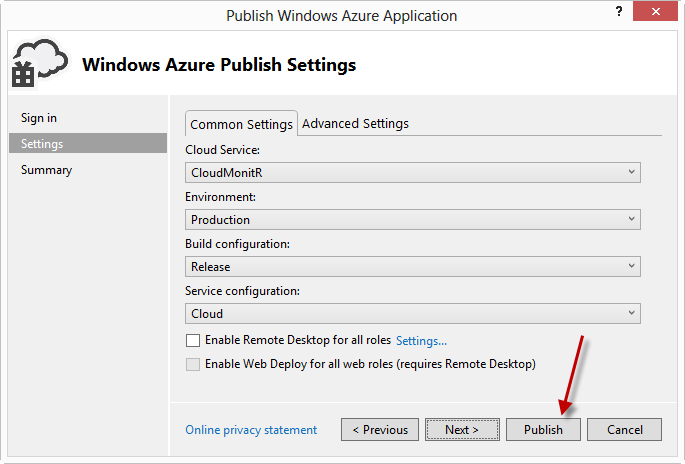 Publish Windows Azure Application
?
Windows Azure Publish Settings
Sign in
Settings
Summary
Common Settings
Advanced Settings
Cloud Service:
CloudMonitR
Environment:
Production
Build configuration:
Release
Service configuration:
Cloud
Enable Remote Desktop for all roles Settings...
Enable Web Deploy for all web roles (requires Remote Desktop)
Online privacy statement
< Previous
Next >
Publish
Cancel